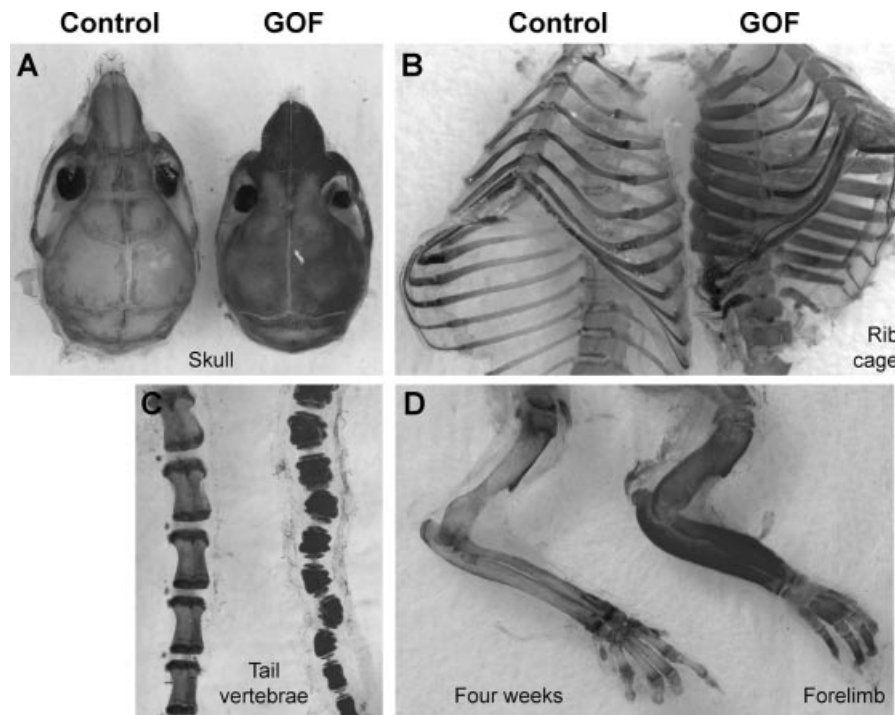 Control GOF Control GOF
A
B
Skull
Rib
cage
C
D
Tail
vertebrae
Four weeks
Forelimb